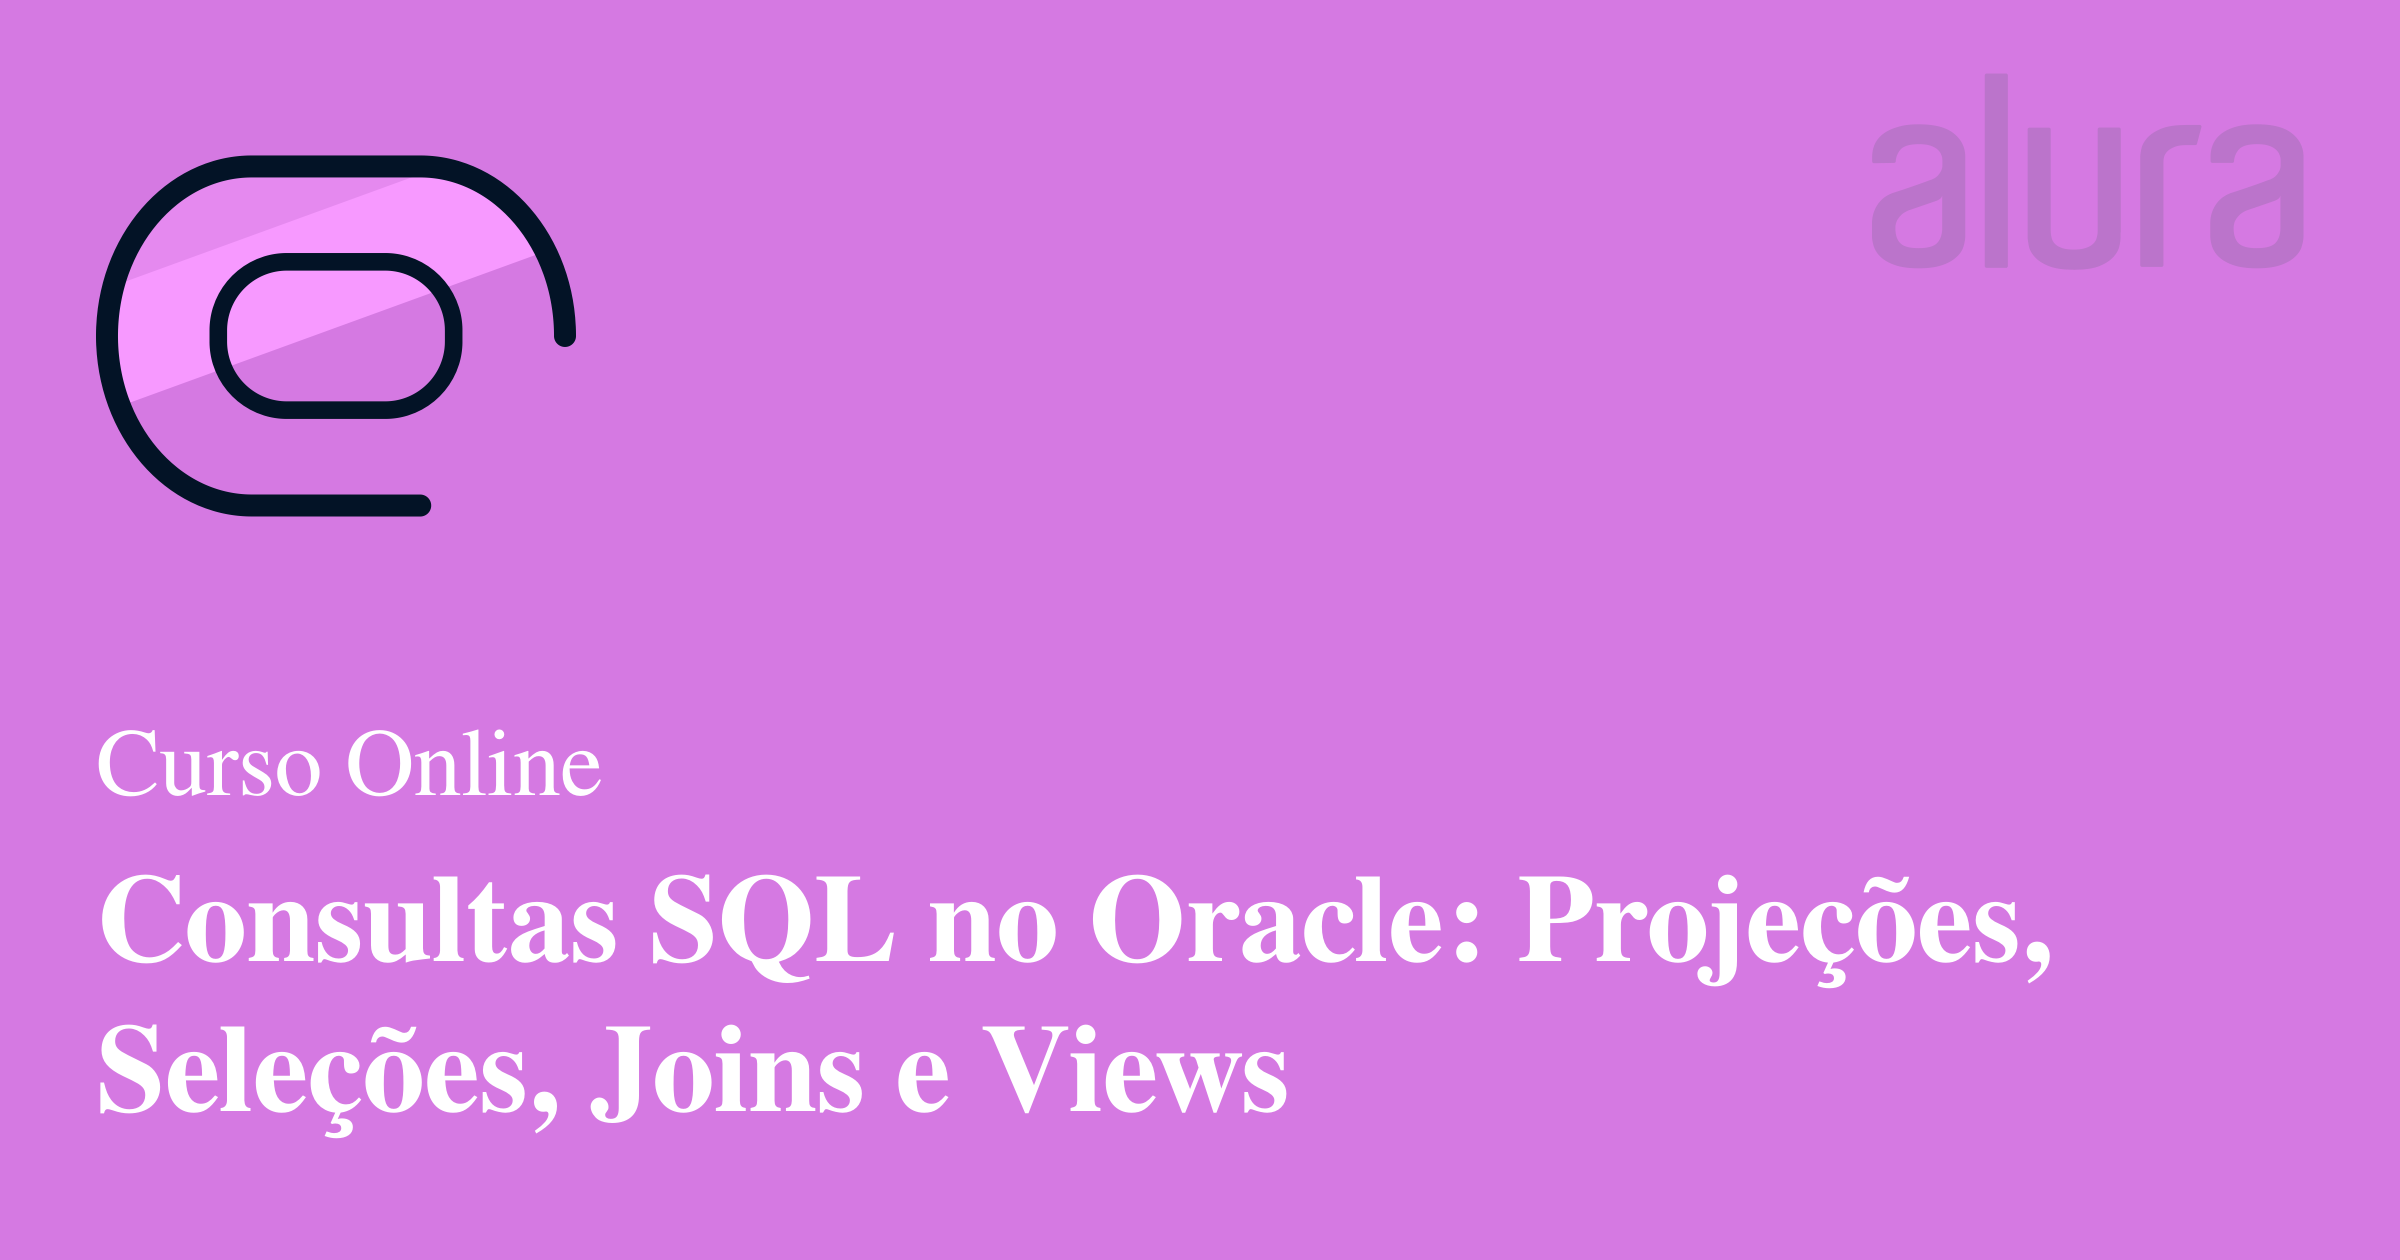 alura
Curso Online
Consultas SQL no Oracle: Projeções,
Seleções, Joins e Views